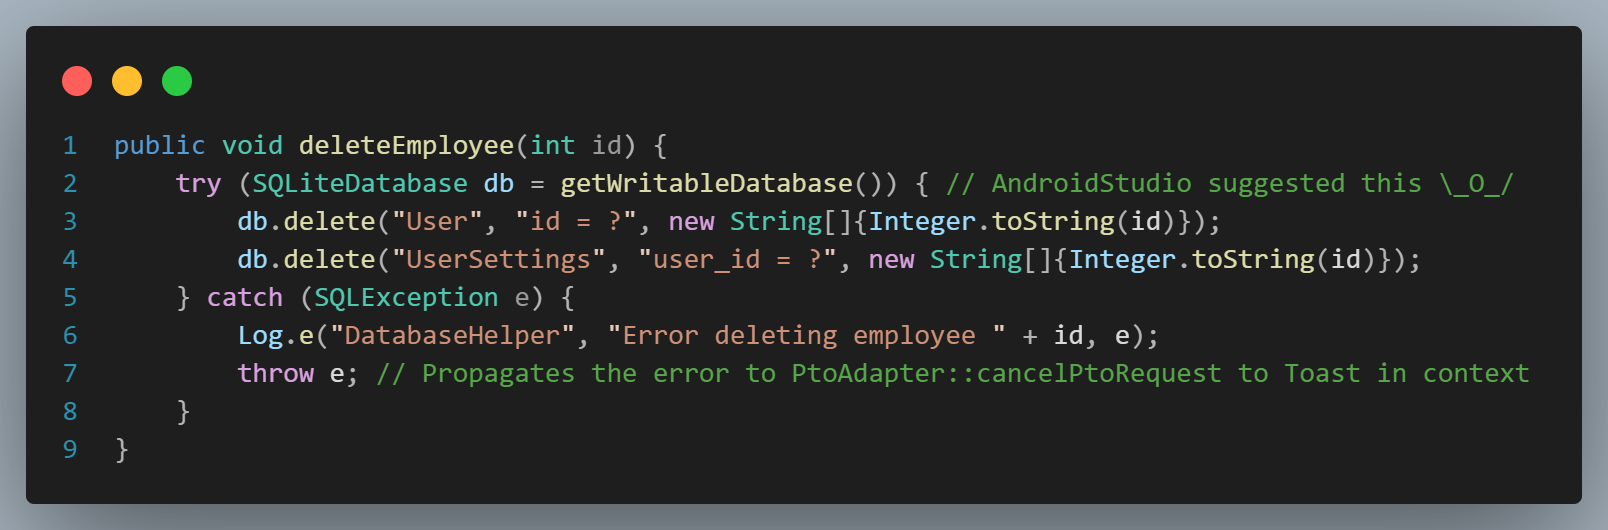 1 public void deleteEmployee(int id) {
2     try (SQLiteDatabase db = getWritableDatabase()) { // AndroidStudio suggested this \_O_/
3         db.delete("User", "id = ?", new String[]{Integer.toString(id)});
4         db.delete("UserSettings", "user_id = ?", new String[]{Integer.toString(id)});
5     } catch (SQLException e) {
6         Log.e("DatabaseHelper", "Error deleting employee " + id, e);
7         throw e; // Propagates the error to PtoAdapter::cancelPtoRequest to Toast in context
8     }
9 }